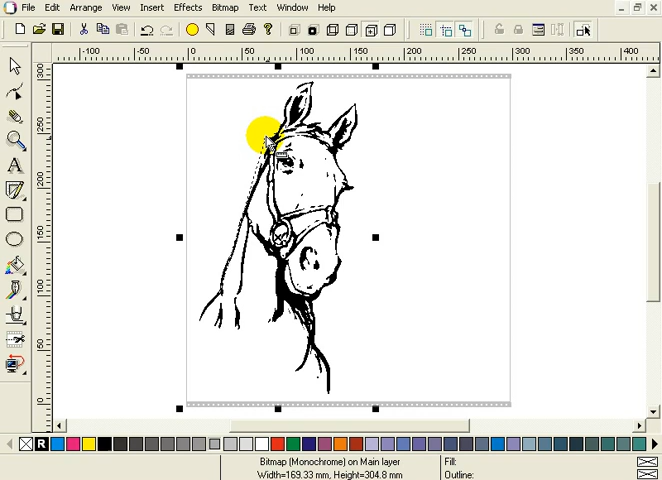 File Edit Arrange View Insert Effects Bitmap Text Window Help
-100 -50 0 50 100 150 200 250 300 350 400
300
250
200
150
100
50
0
R
Bitmap (Monochrome) on Main layer Fill:
Width=169.33 mm, Height=304.8 mm Outline: